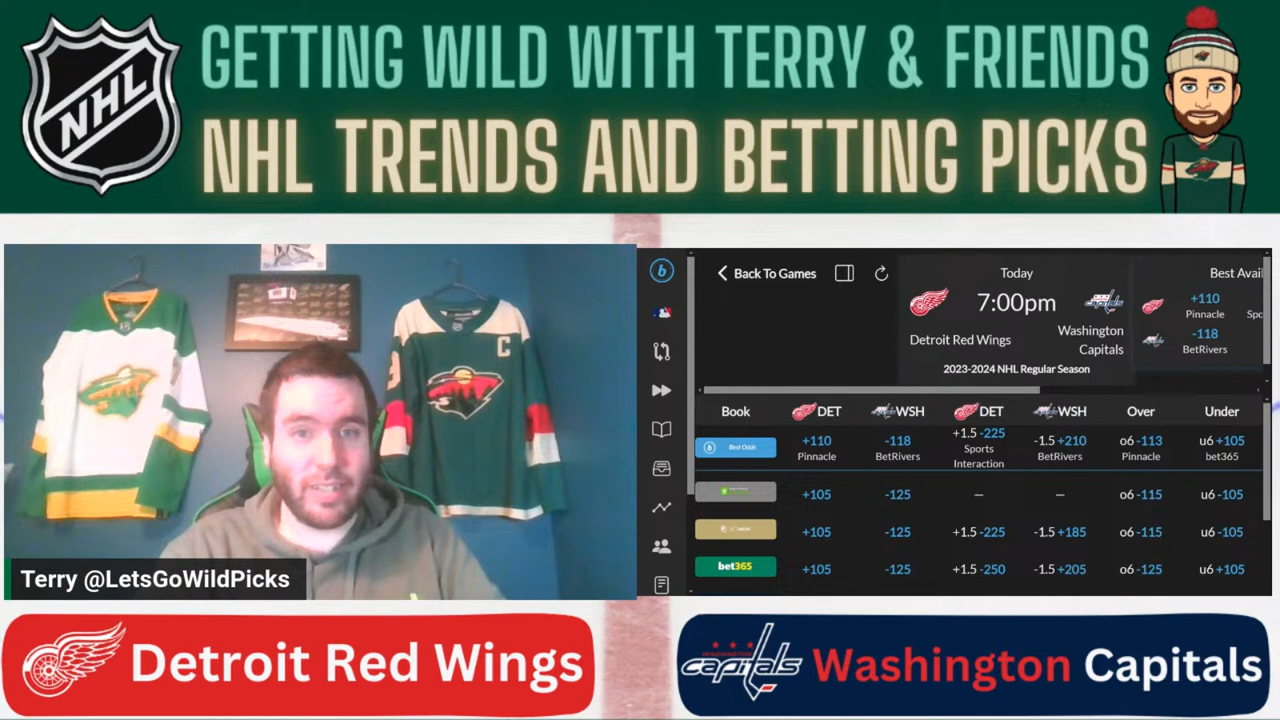 NHL
GETTING WILD WITH TERRY & FRIENDS
NHL TRENDS AND BETTING PICKS
C
Terry @LetsGoWildPicks
b
Back To Games
Today
7:00pm
Detroit Red Wings
Washington
Capitals
2023-2024 NHL Regular Season
Best Avai
+110
Pinnacle
-118
BetRivers
Book DET WSH DET WSH Over Under
b Best Odds +110 -118 +1.5 -225 -1.5 +210 o6 -113 u6 +105
Pinnacle BetRivers Sports Interaction BetRivers Pinnacle bet365
+105 -125 — — o6 -115 u6 -105
+105 -125 +1.5 -225 -1.5 +185 o6 -115 u6 -105
bet365 +105 -125 +1.5 -250 -1.5 +205 o6 -125 u6 +105
Detroit Red Wings
capitals
Washington Capitals